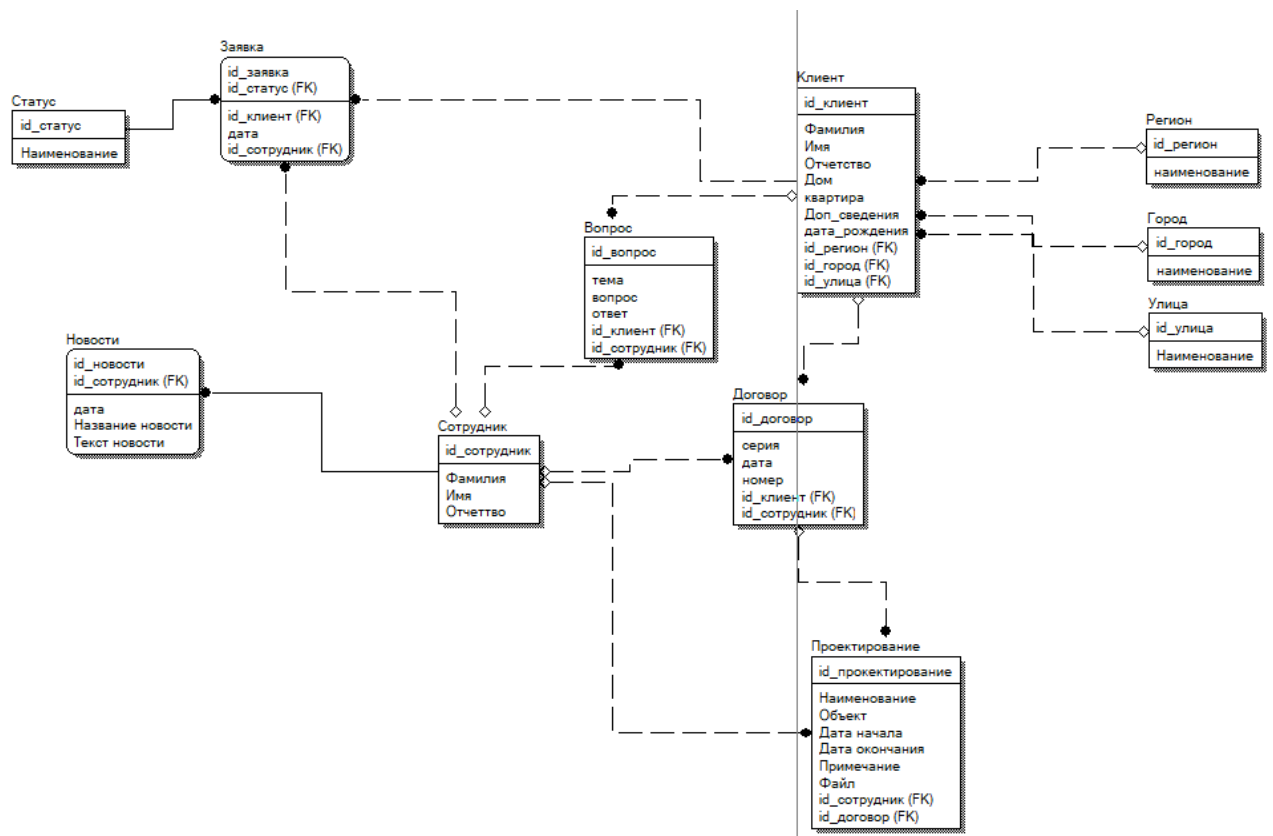 Заявка
id_заявка
id_статус (FK)
id_клиент (FK)
дата
id_сотрудник (FK)
Статус
id_статус
Наименование
Клиент
id_клиент
Фамилия
Имя
Отчетство
Дом
квартира
Доп_сведения
дата_рождения
id_регион (FK)
id_город (FK)
id_улица (FK)
Регион
id_регион
наименование
Город
id_город
наименование
Улица
id_улица
Наименование
Вопрос
id_вопрос
тема
вопрос
ответ
id_клиент (FK)
id_сотрудник (FK)
Новости
id_новости
id_сотрудник (FK)
дата
Название новости
Текст новости
Сотрудник
id_сотрудник
Фамилия
Имя
Отчеттво
Договор
id_договор
серия
дата
номер
id_клиент (FK)
id_сотрудник (FK)
Проектирование
id_прокектирование
Наименование
Объект
Дата начала
Дата окончания
Примечание
Файл
id_сотрудник (FK)
id_договор (FK)